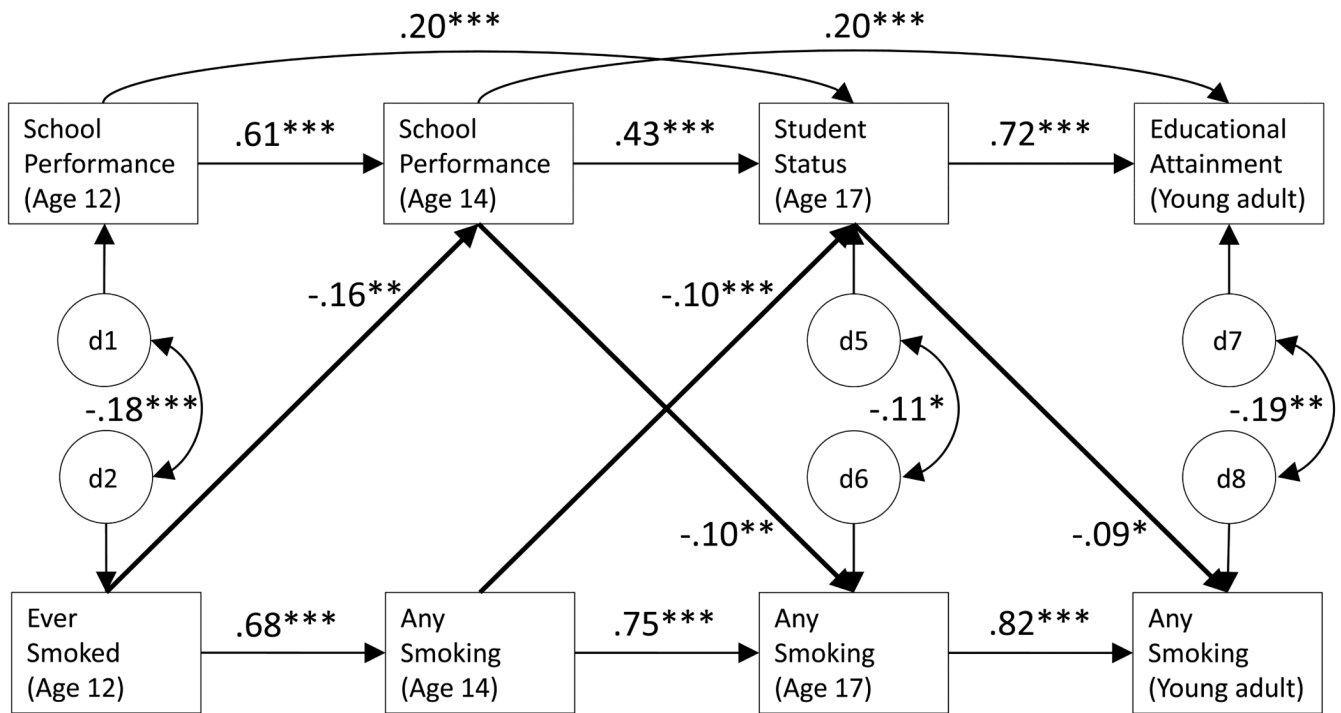 .20***
.20***
School
Performance
(Age 12)
.61***
School
Performance
(Age 14)
.43***
Student
Status
(Age 17)
.72***
Educational
Attainment
(Young adult)
-.16**
-.10***
d1
d5
d7
-.18***
-.11*
-.19**
d2
d6
d8
-.10**
-.09*
Ever
Smoked
(Age 12)
.68***
Any
Smoking
(Age 14)
.75***
Any
Smoking
(Age 17)
.82***
Any
Smoking
(Young adult)